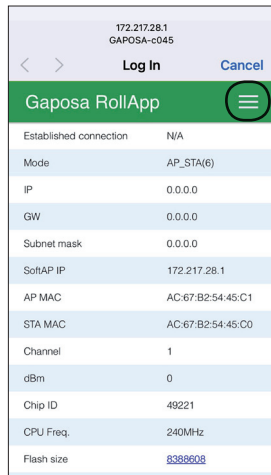 172.217.28.1
GAPOSA-c045
Log In Cancel
Gaposa RollApp
Established connection N/A
Mode AP_STA(6)
IP 0.0.0.0
GW 0.0.0.0
Subnet mask 0.0.0.0
SoftAP IP 172.217.28.1
AP MAC AC:67:B2:54:45:C1
STA MAC AC:67:B2:54:45:C0
Channel 1
dBm 0
Chip ID 49221
CPU Freq. 240MHz
Flash size 8388608